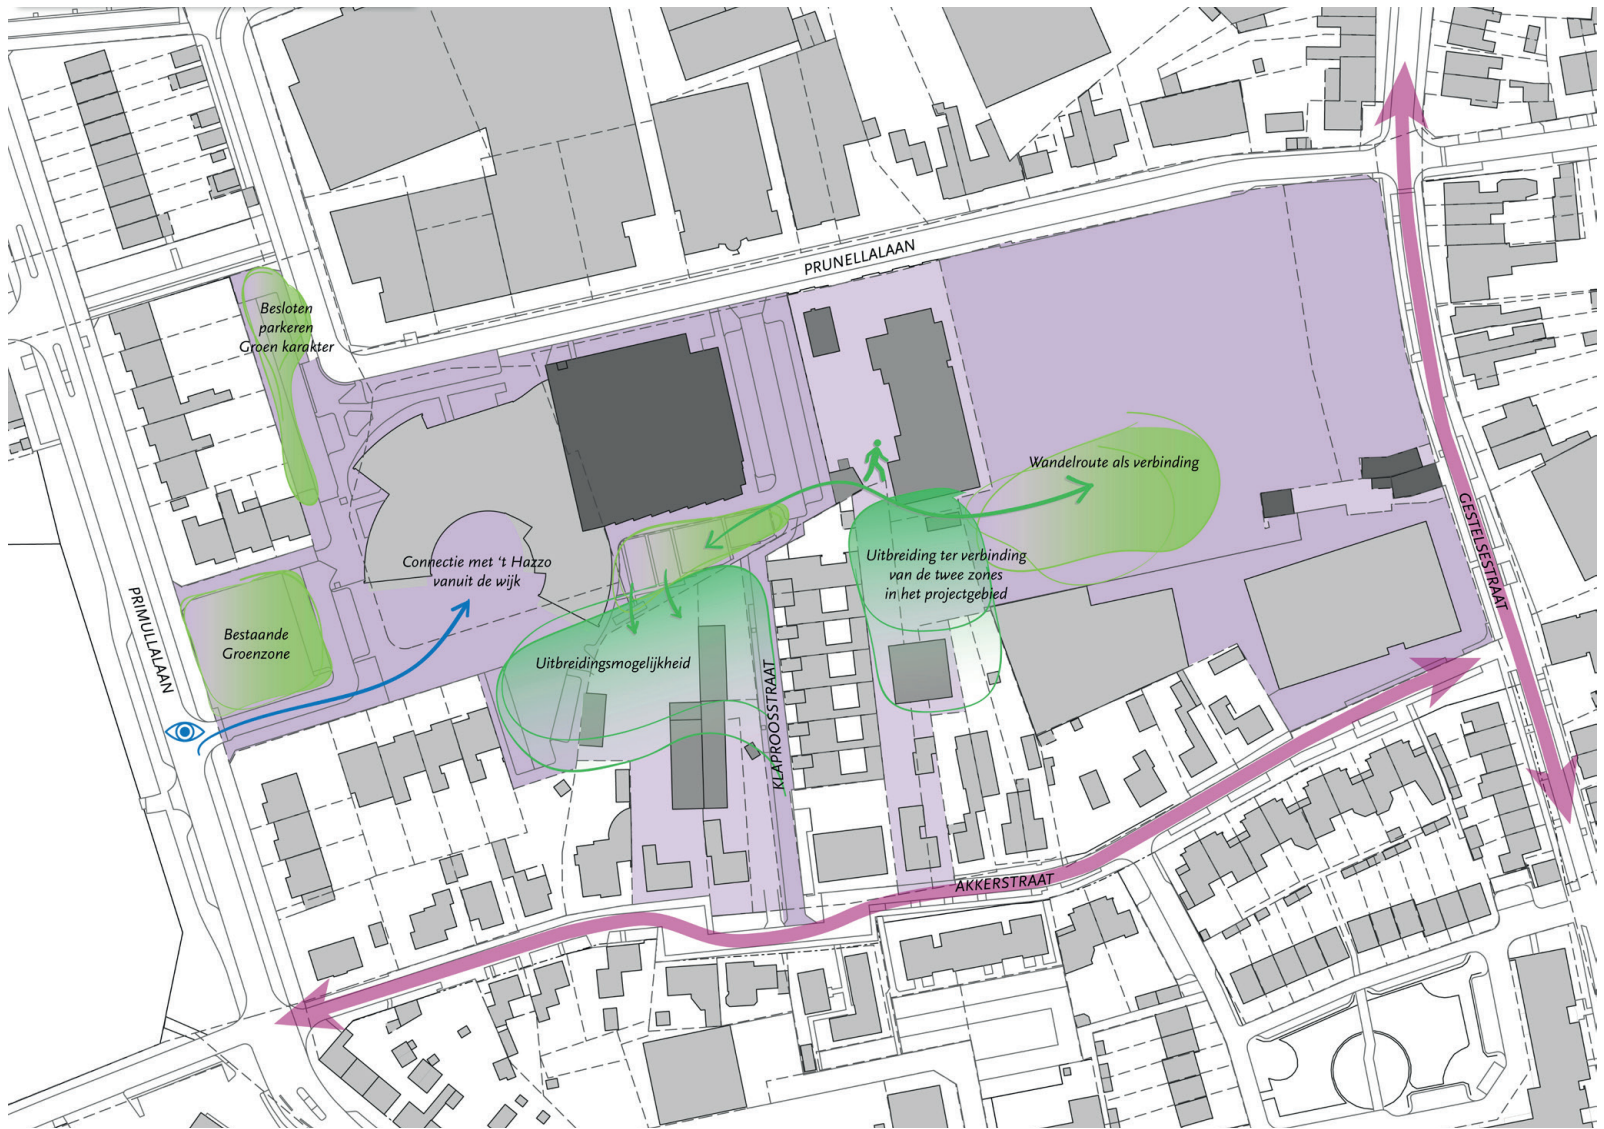 PRUNELLALAAN
Besloten
parkeren
Groen karakter
Wandelroute als verbinding
GESTELSESTRAAT
Connectie met ‘t Hazzo
vanuit de wijk
Uitbreiding ter verbinding
van de twee zones
in het projectgebied
PRIMULLALAAN
Bestaande
Groenzone
Uitbreidingsmogelijkheid
KLAPROOSSTRAAT
AKKERSTRAAT